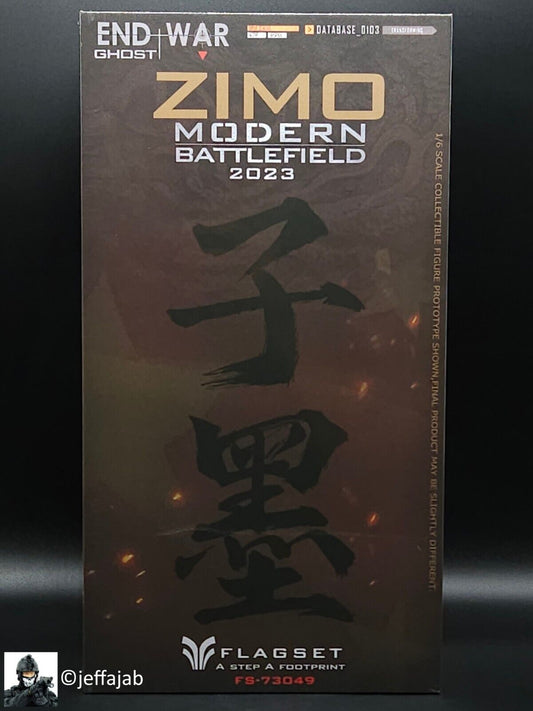 END WAR
GHOST
DATABASE_0103
ZIMO
MODERN
BATTLEFIELD
2023
子墨
1/6 SCALE COLLECTIBLE FIGURE PROTOTYPE SHOWN,FINAL PRODUCT MAY BE SLIGHTLY DIFFERENT.
FLAGSET
A STEP A FOOTPRINT
FS-73049
©jeffajab